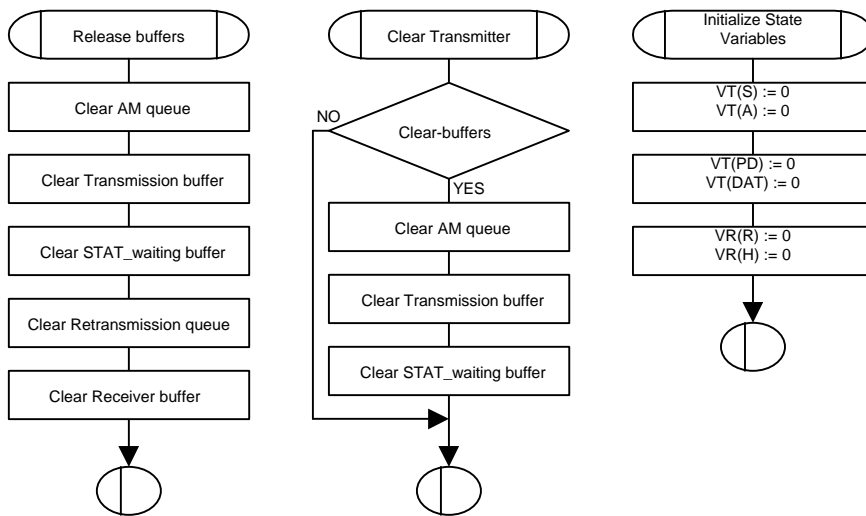 Release buffers
Clear AM queue
Clear Transmission buffer
Clear STAT_waiting buffer
Clear Retransmission queue
Clear Receiver buffer
Clear Transmitter
Clear-buffers
NO
YES
Clear AM queue
Clear Transmission buffer
Clear STAT_waiting buffer
Initialize State
Variables
VT(S) := 0
VT(A) := 0
VT(PD) := 0
VT(DAT) := 0
VR(R) := 0
VR(H) := 0